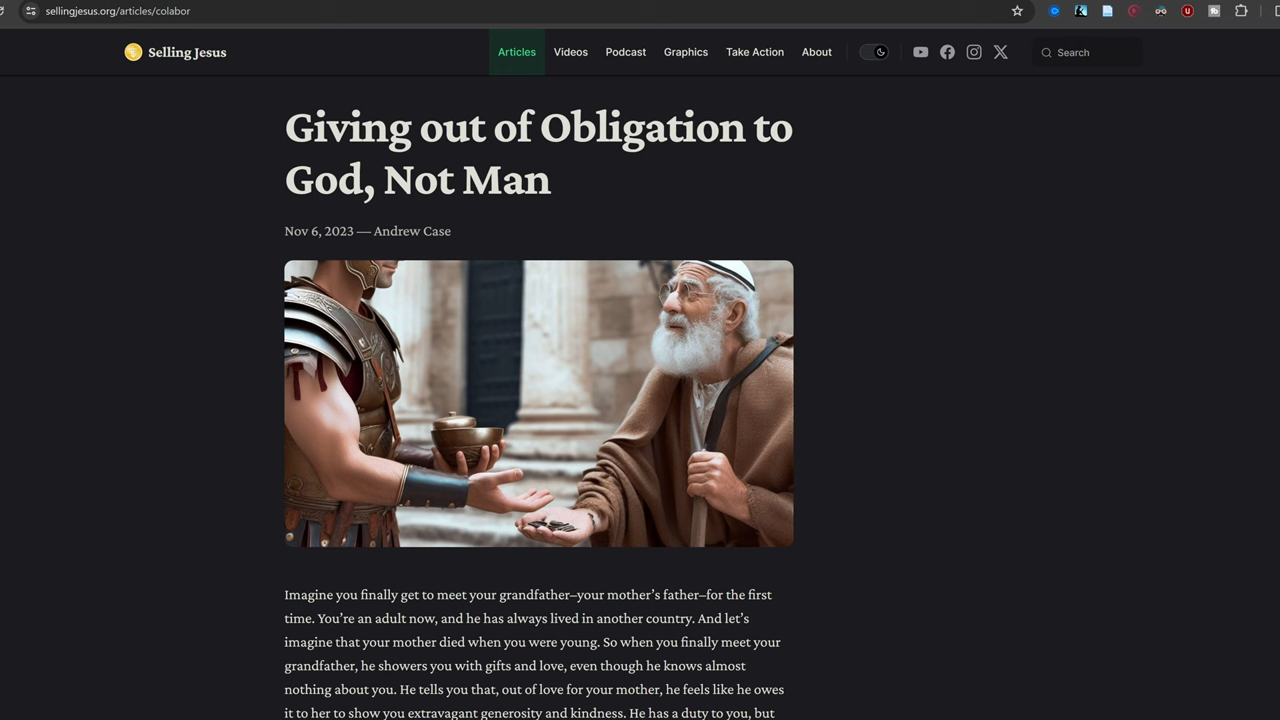 sellingjesus.org/articles/colabor
Selling Jesus
Articles
Videos
Podcast
Graphics
Take Action
About
Search
Giving out of Obligation to
God, Not Man
Nov 6, 2023 — Andrew Case
Imagine you finally get to meet your grandfather–your mother’s father–for the first
time. You’re an adult now, and he has always lived in another country. And let’s
imagine that your mother died when you were young. So when you finally meet your
grandfather, he showers you with gifts and love, even though he knows almost
nothing about you. He tells you that, out of love for your mother, he feels like he owes
it to her to show you extravagant generosity and kindness. He has a duty to you, but